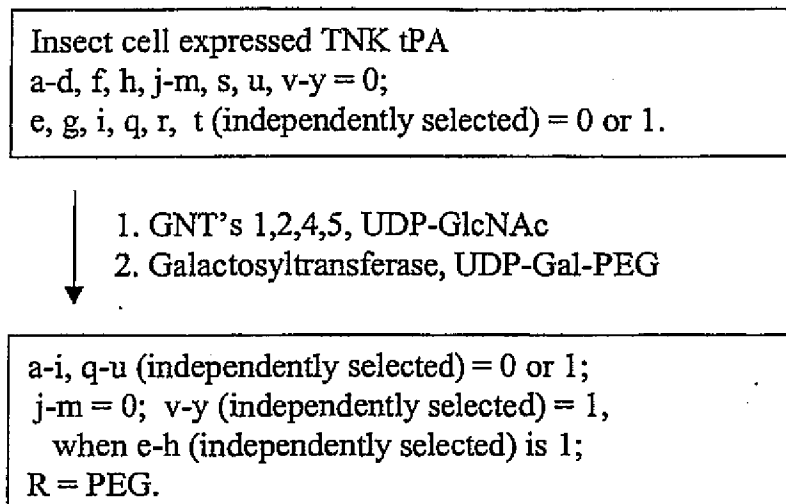 Insect cell expressed TNK tPA
a-d, f, h, j-m, s, u, v-y = 0;
e, g, i, q, r, t (independently selected) = 0 or 1.
1. GNT's 1,2,4,5, UDP-GlcNAc
2. Galactosyltransferase, UDP-Gal-PEG
a-i, q-u (independently selected) = 0 or 1;
j-m = 0; v-y (independently selected) = 1,
when e-h (independently selected) is 1;
R = PEG.